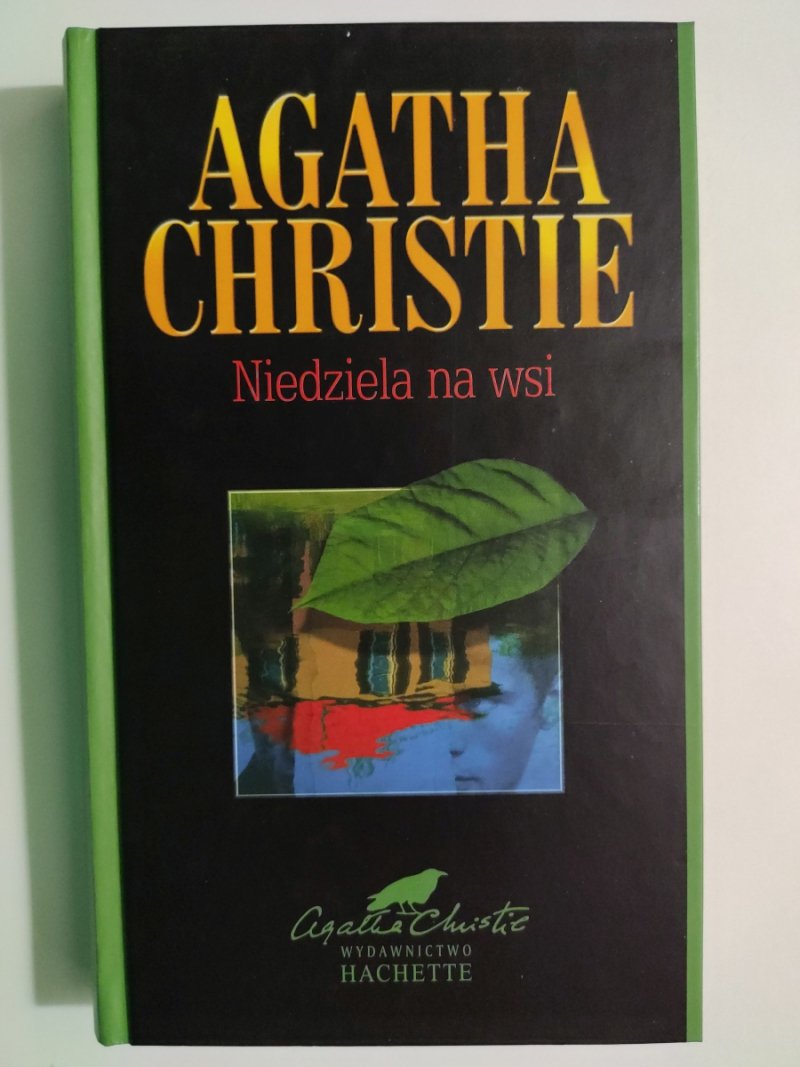 AGATHA
CHRISTIE
Niedziela na wsi
Agatha Christie
WYDAWNICTWO
HACHETTE